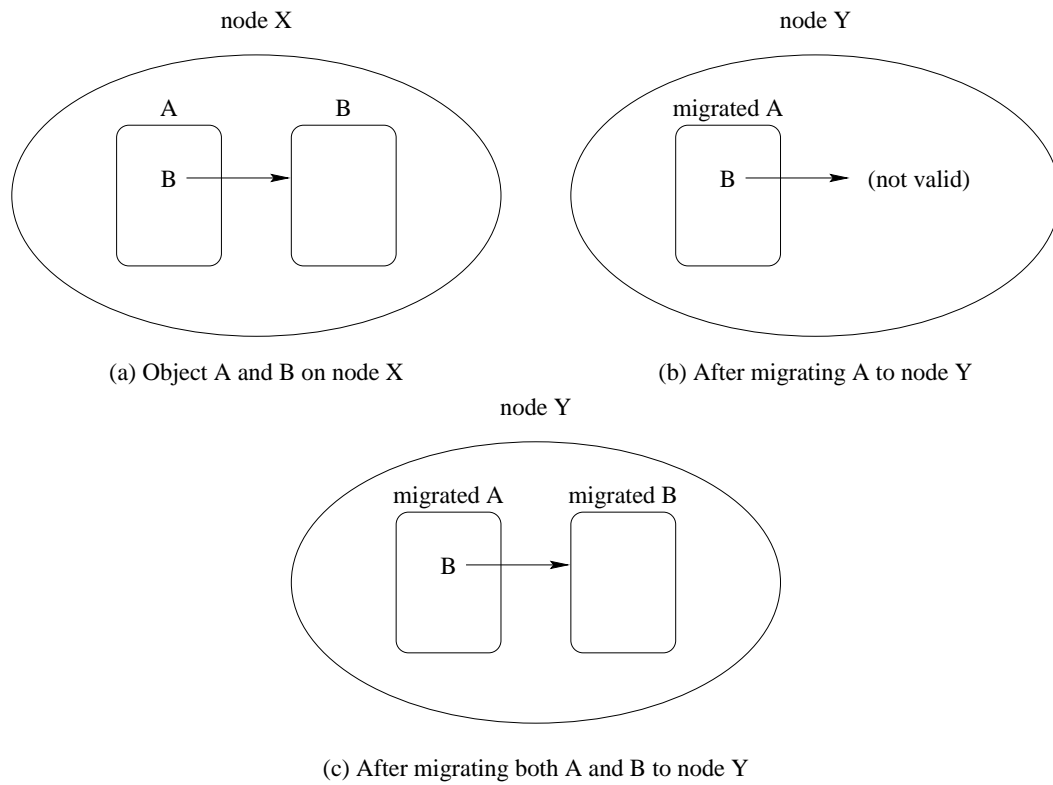 node X
A
B
B
(a) Object A and B on node X
node Y
migrated A
B
(not valid)
(b) After migrating A to node Y
node Y
migrated A
migrated B
B
(c) After migrating both A and B to node Y